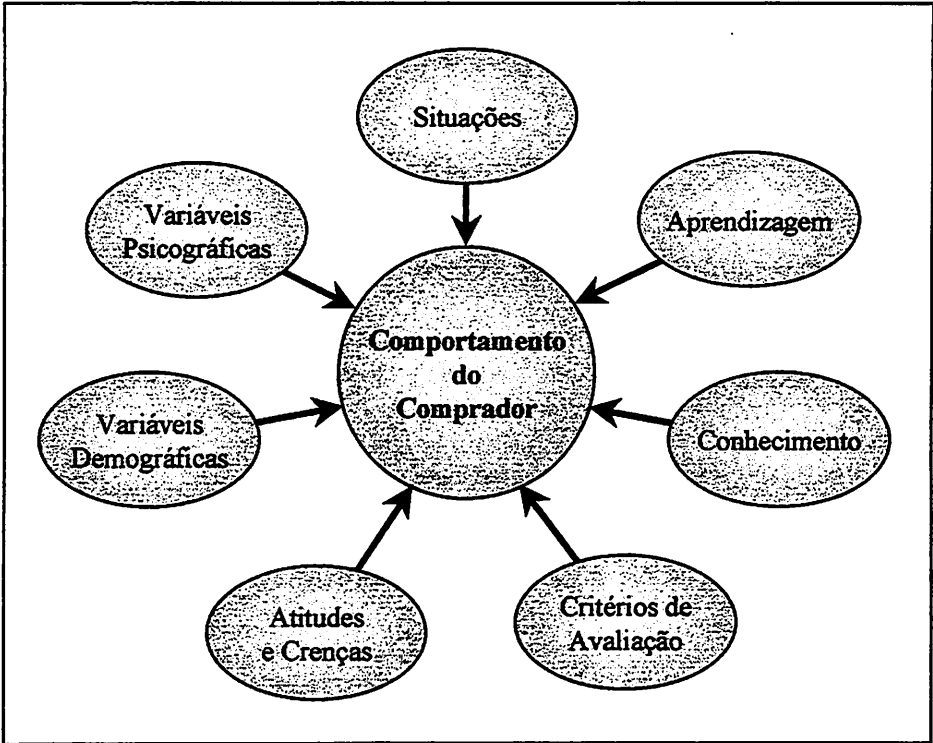 Situações
Variáveis
Psicográficas
Aprendizagem
Comportamento
do
Comprador
Variáveis
Demográficas
Conhecimento
Atitudes
e Crenças
Critérios de
Avaliação